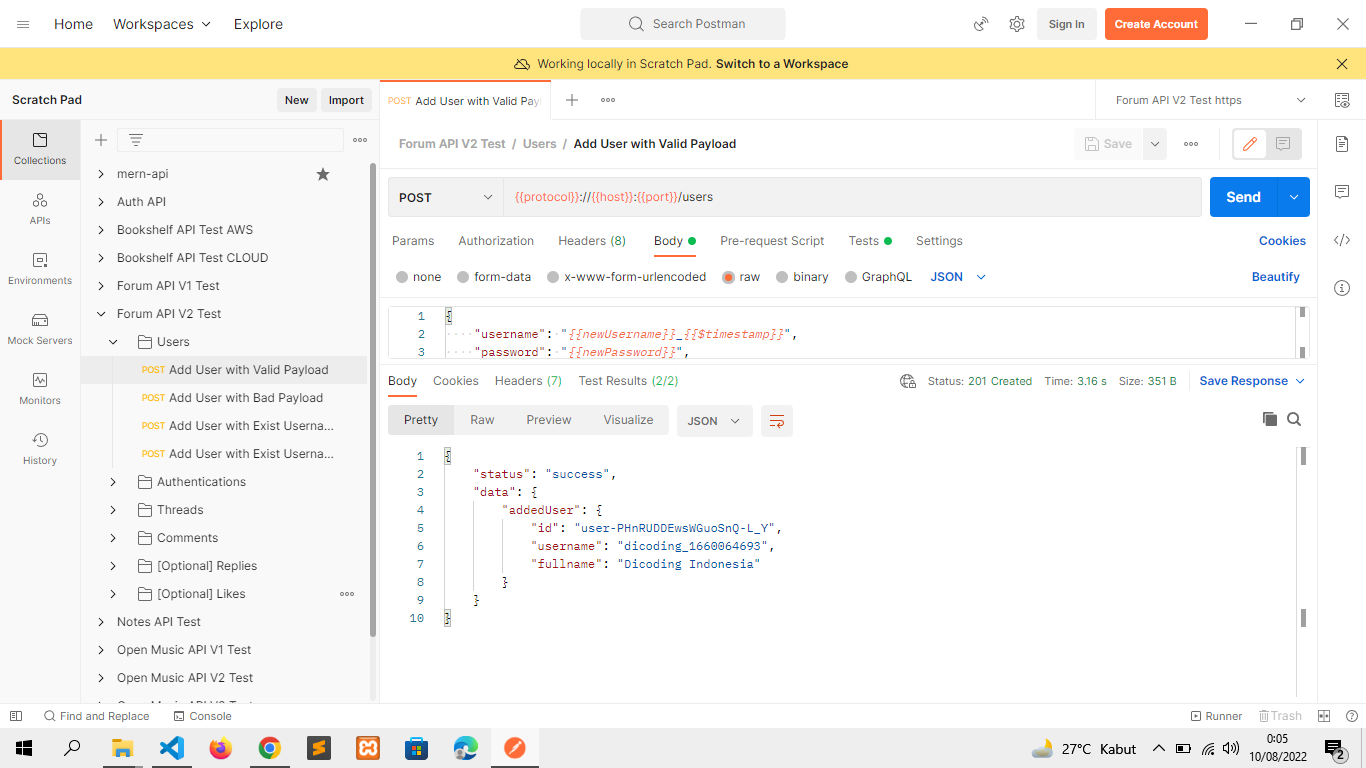 Home Workspaces Explore Search Postman Sign In Create Account
Working locally in Scratch Pad. Switch to a Workspace
Scratch Pad New Import
POST Add User with Valid Pay
Forum API V2 Test https
Collections
APIs
Environments
Mock Servers
Monitors
History
mern-api
Auth API
Bookshelf API Test AWS
Bookshelf API Test CLOUD
Forum API V1 Test
Forum API V2 Test
Users
POST Add User with Valid Payload
POST Add User with Bad Payload
POST Add User with Exist Userna...
POST Add User with Exist Userna...
Authentications
Threads
Comments
[Optional] Replies
[Optional] Likes
Notes API Test
Open Music API V1 Test
Open Music API V2 Test
Forum API V2 Test / Users / Add User with Valid Payload Save
POST {{protocol}}://{{host}}:{{port}}/users Send
Params Authorization Headers (8) Body Pre-request Script Tests Settings Cookies
none form-data x-www-form-urlencoded raw binary GraphQL JSON Beautify
1 {
2 "username": "{{newUsername}}_{{$timestamp}}",
3 "password": "{{newPassword}}",
Body Cookies Headers (7) Test Results (2/2) Status: 201 Created Time: 3.16 s Size: 351 B Save Response
Pretty Raw Preview Visualize JSON
1 {
2 "status": "success",
3 "data": {
4 "addedUser": {
5 "id": "user-PHnRUDDEwsWGuoSnQ-L_Y",
6 "username": "dicoding_1660064693",
7 "fullname": "Dicoding Indonesia"
8 }
9 }
10 }
Find and Replace Console Runner Trash
27°C Kabut 0:05
10/08/2022
2